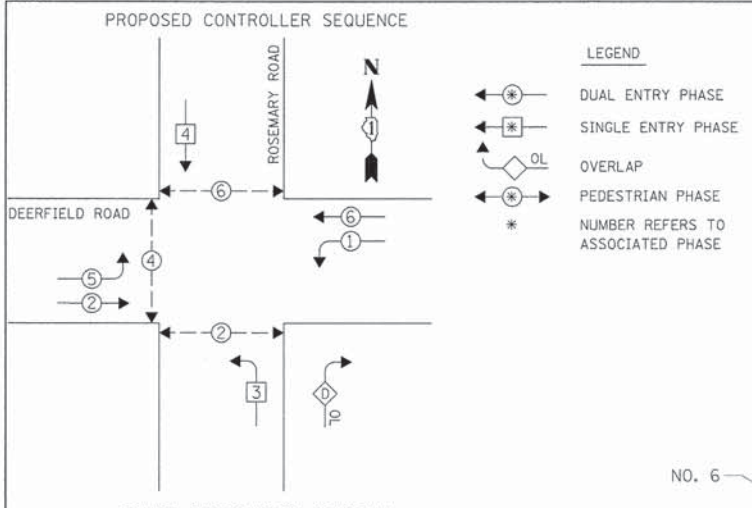 PROPOSED CONTROLLER SEQUENCE
ROSEMARY ROAD
N
1
4
6
DEERFIELD ROAD
6
1
5
4
2
2
3
D
OL
LEGEND
* DUAL ENTRY PHASE
* SINGLE ENTRY PHASE
OL OVERLAP
* PEDESTRIAN PHASE
* NUMBER REFERS TO
ASSOCIATED PHASE
NO. 6